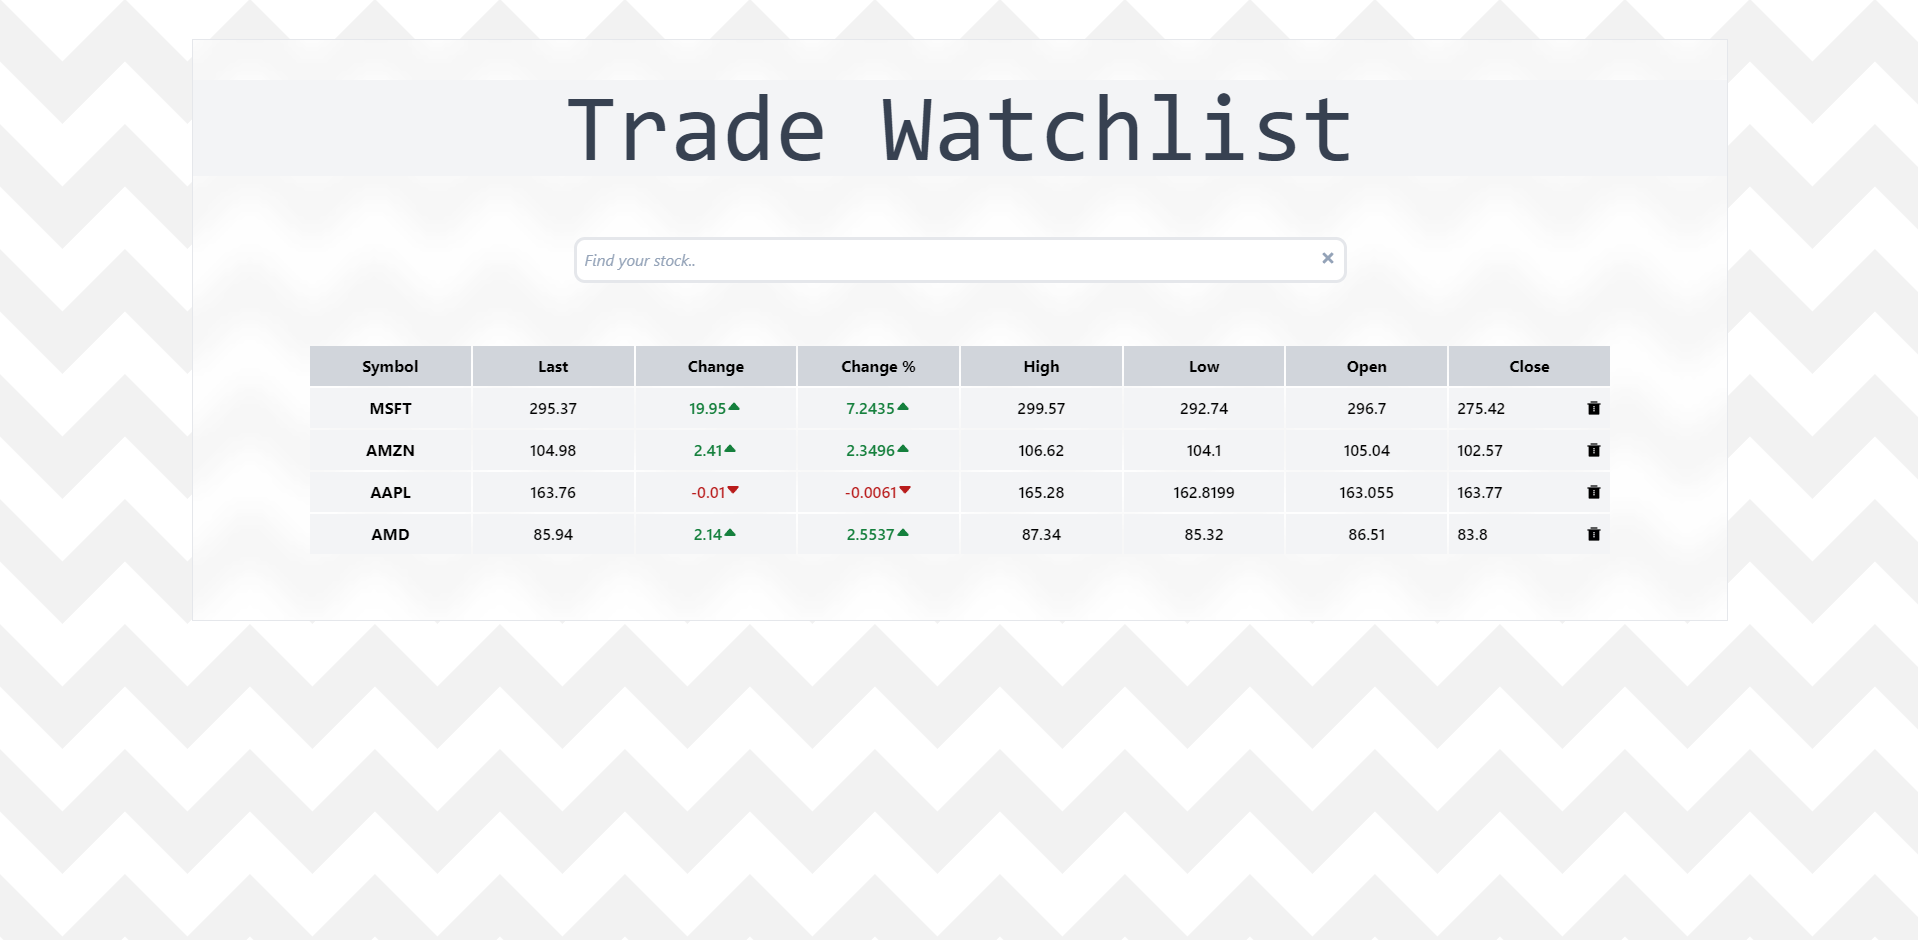 Trade Watchlist
Find your stock..
Symbol Last Change Change % High Low Open Close
MSFT 295.37 19.95 7.2435 299.57 292.74 296.7 275.42
AMZN 104.98 2.41 2.3496 106.62 104.1 105.04 102.57
AAPL 163.76 -0.01 -0.0061 165.28 162.8199 163.055 163.77
AMD 85.94 2.14 2.5537 87.34 85.32 86.51 83.8